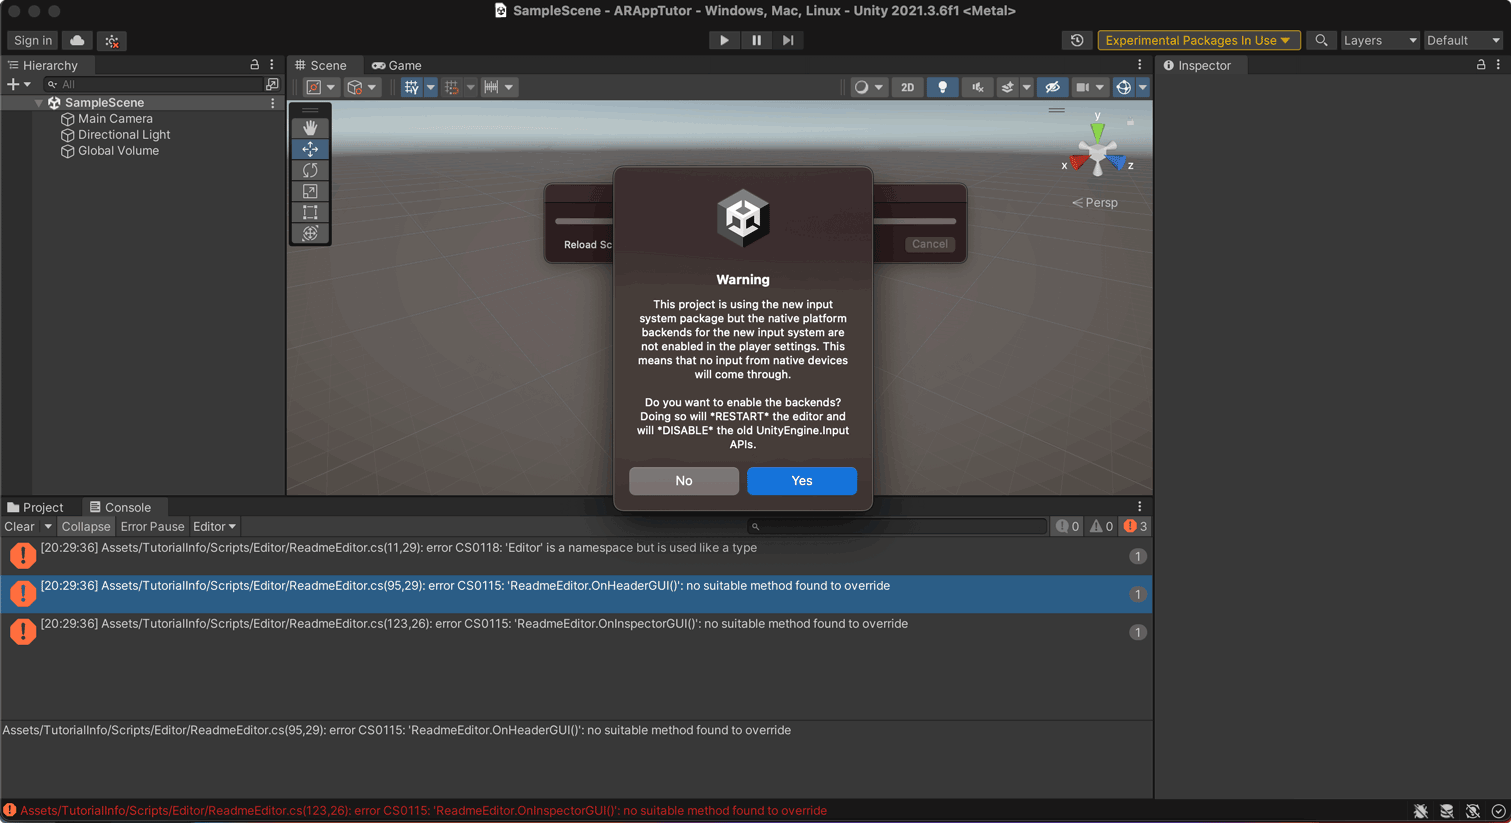 SampleScene - ARAppTutor - Windows, Mac, Linux - Unity 2021.3.6f1 <Metal>
Sign in
Experimental Packages In Use
Layers
Default
Hierarchy
Scene
Game
Inspector
All
2D
SampleScene
Main Camera
Directional Light
Global Volume
y
x
z
Persp
Reload Sc
Cancel
Warning
This project is using the new input
system package but the native platform
backends for the new input system are
not enabled in the player settings. This
means that no input from native devices
will come through.
Do you want to enable the backends?
Doing so will *RESTART* the editor and
will *DISABLE* the old UnityEngine.Input
APIs.
No
Yes
Project
Console
Clear
Collapse
Error Pause
Editor
0
0
3
[20:29:36] Assets/TutorialInfo/Scripts/Editor/ReadmeEditor.cs(11,29): error CS0118: 'Editor' is a namespace but is used like a type
1
[20:29:36] Assets/TutorialInfo/Scripts/Editor/ReadmeEditor.cs(95,29): error CS0115: 'ReadmeEditor.OnHeaderGUI()': no suitable method found to override
1
[20:29:36] Assets/TutorialInfo/Scripts/Editor/ReadmeEditor.cs(123,26): error CS0115: 'ReadmeEditor.OnInspectorGUI()': no suitable method found to override
1
Assets/TutorialInfo/Scripts/Editor/ReadmeEditor.cs(95,29): error CS0115: 'ReadmeEditor.OnHeaderGUI()': no suitable method found to override
Assets/TutorialInfo/Scripts/Editor/ReadmeEditor.cs(123,26): error CS0115: 'ReadmeEditor.OnInspectorGUI()': no suitable method found to override